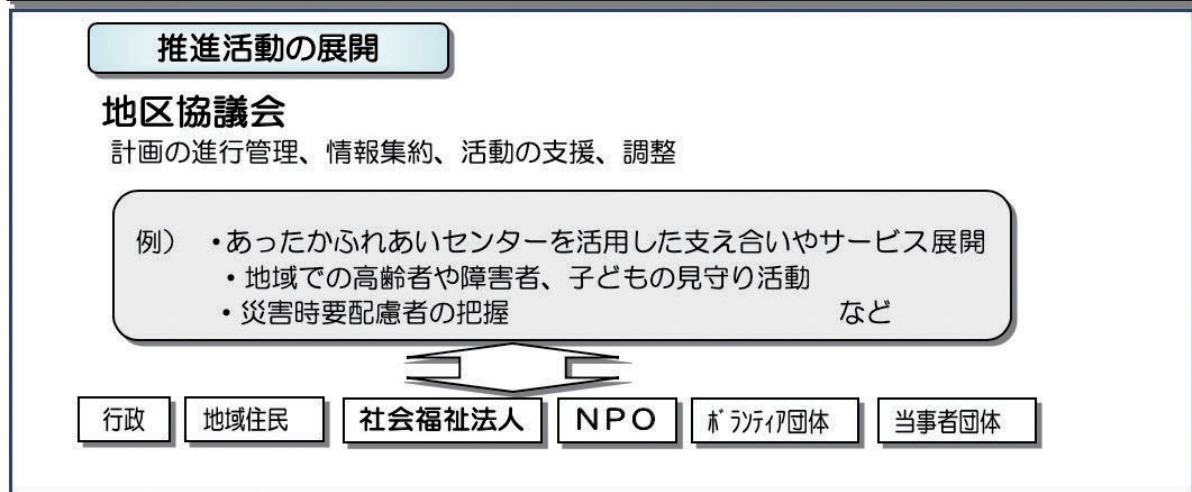 推進活動の展開
地区協議会
計画の進行管理、情報集約、活動の支援、調整
例） ・あったかふれあいセンターを活用した支え合いやサービス展開
・地域での高齢者や障害者、子どもの見守り活動
・災害時要配慮者の把握 など
行政 地域住民 社会福祉法人 NPO ﾎﾞﾗﾝﾃｨｱ団体 当事者団体